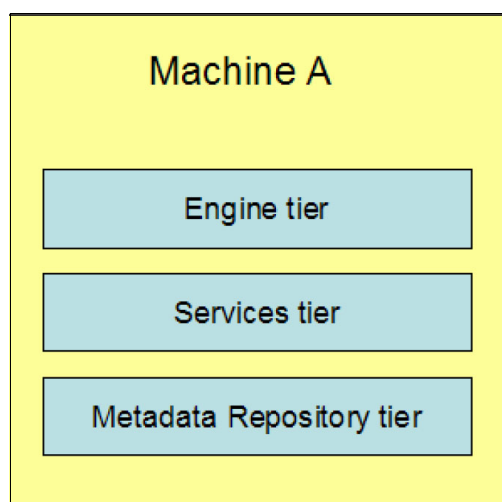 Machine A
Engine tier
Services tier
Metadata Repository tier